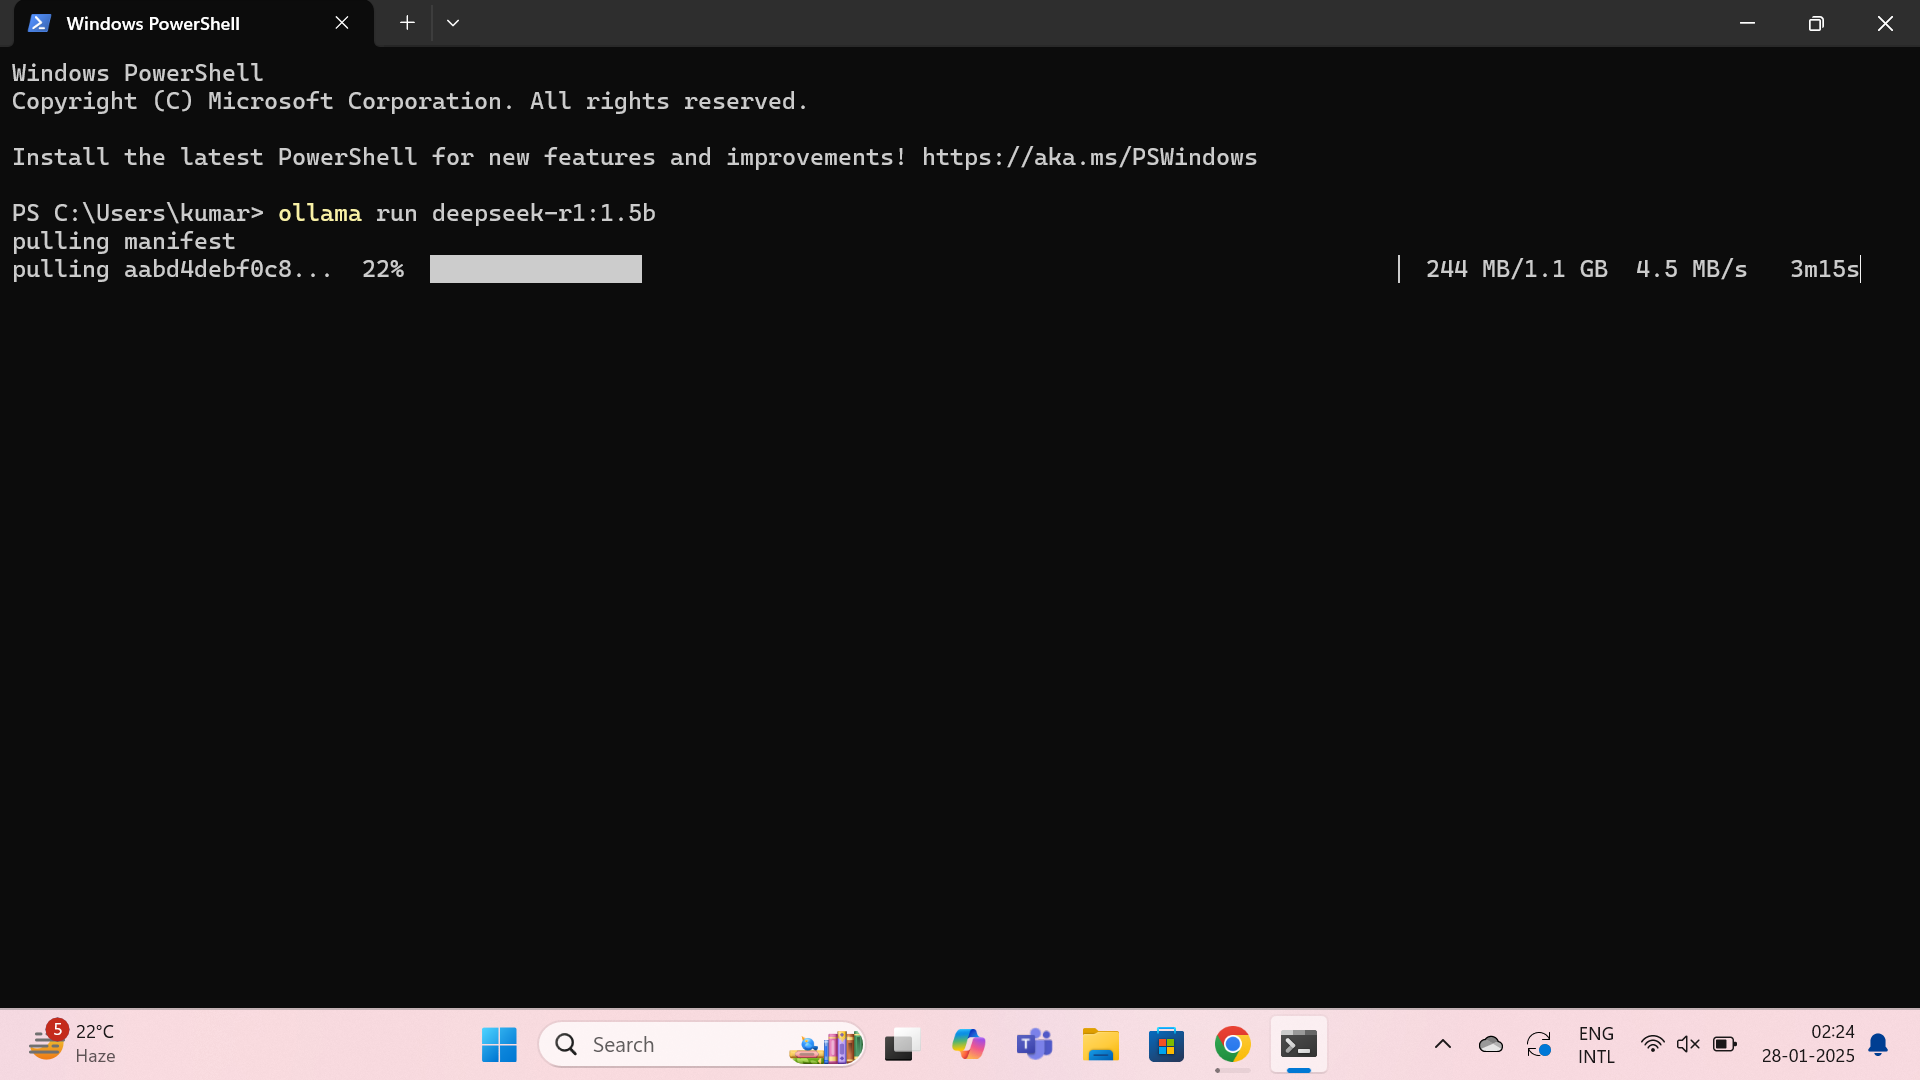 Windows PowerShell
Windows PowerShell
Copyright (C) Microsoft Corporation. All rights reserved.
Install the latest PowerShell for new features and improvements! https://aka.ms/PSWindows
PS C:\Users\kumar> ollama run deepseek-r1:1.5b
pulling manifest
pulling aabd4debf0c8... 22% 244 MB/1.1 GB 4.5 MB/s 3m15s
5
22°C
Haze
Search
T
ENG
INTL
02:24
28-01-2025